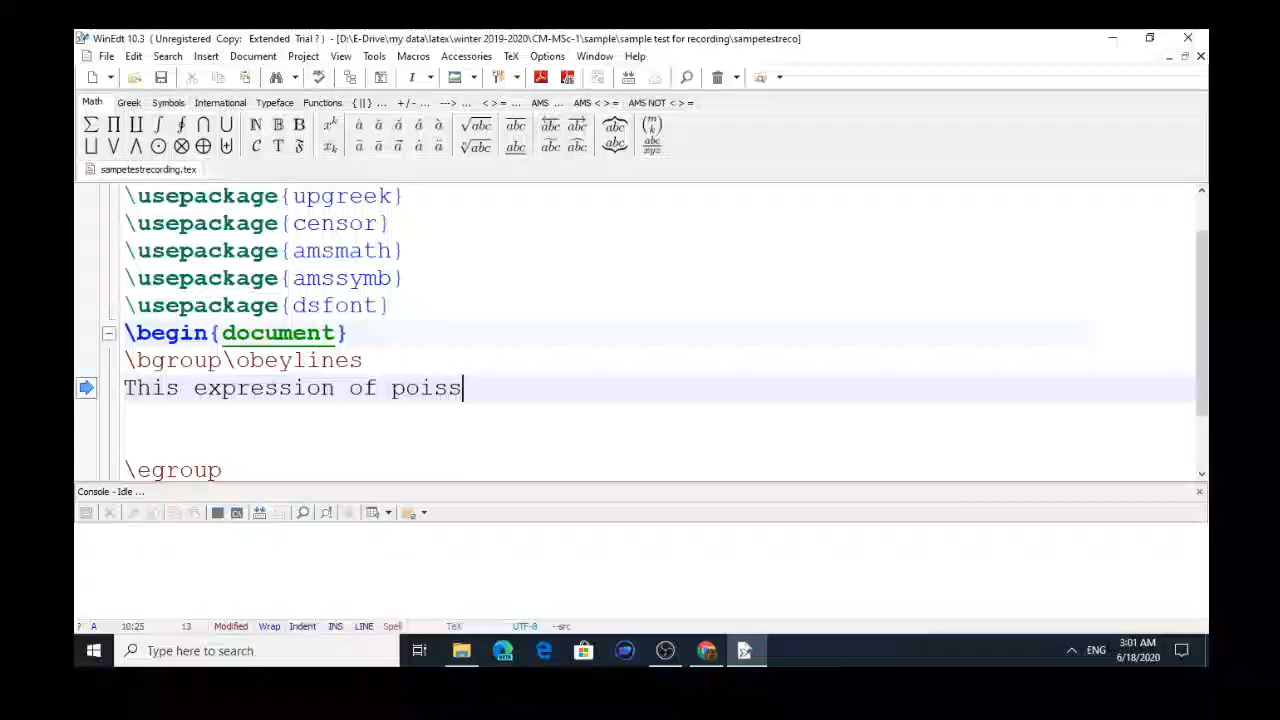 WinEdt 10.3 ( Unregistered Copy: Extended Trial ? ) - [D:\E-Drive\my data\latex\winter 2019-2020\CM-MSc-1\sample\sample test for recording\sampetestreco]
File Edit Search Insert Document Project View Tools Macros Accessories TeX Options Window Help
Math Greek Symbols International Typeface Functions { || } ... + / - ... ---> ... < > = ... AMS ... AMS < > = AMS NOT < > =
sampetestrecording.tex
\usepackage{upgreek}
\usepackage{censor}
\usepackage{amsmath}
\usepackage{amssymb}
\usepackage{dsfont}
\begin{document}
\bgroup\obeylines
This expression of poiss
\egroup
Console - Idle ...
? A 10:25 13 Modified Wrap Indent INS LINE Spell TeX UTF-8 --src
Type here to search
ENG
3:01 AM
6/18/2020